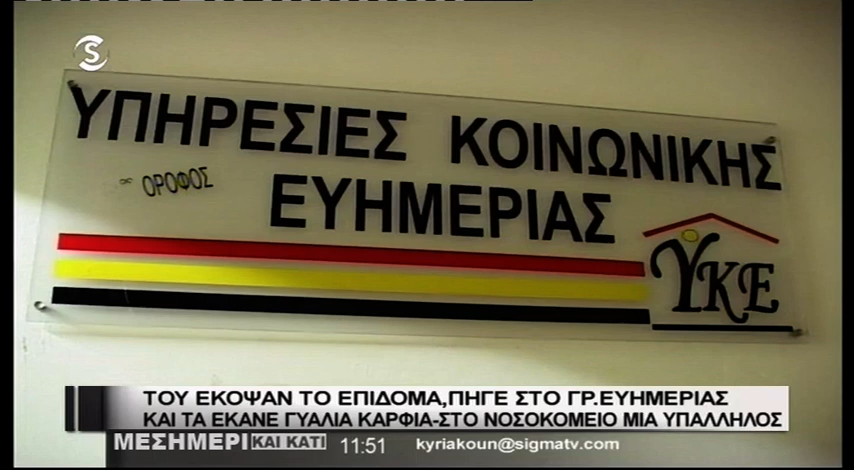 S
ΥΠΗΡΕΣΙΕΣ ΚΟΙΝΩΝΙΚΗΣ
ΟΡΟΦΟΣ
ΕΥΗΜΕΡΙΑΣ
ΥΚΕ
ΤΟΥ ΕΚΟΨΑΝ ΤΟ ΕΠΙΔΟΜΑ,ΠΗΓΕ ΣΤΟ ΓΡ.ΕΥΗΜΕΡΙΑΣ
ΚΑΙ ΤΑ ΕΚΑΝΕ ΓΥΑΛΙΑ ΚΑΡΦΙΑ-ΣΤΟ ΝΟΣΟΚΟΜΕΙΟ ΜΙΑ ΥΠΑΛΛΗΛΟΣ
ΜΕΣΗΜΕΡΙ ΚΑΙ ΚΑΤΙ 11:51 kyriakoun@sigmatv.com